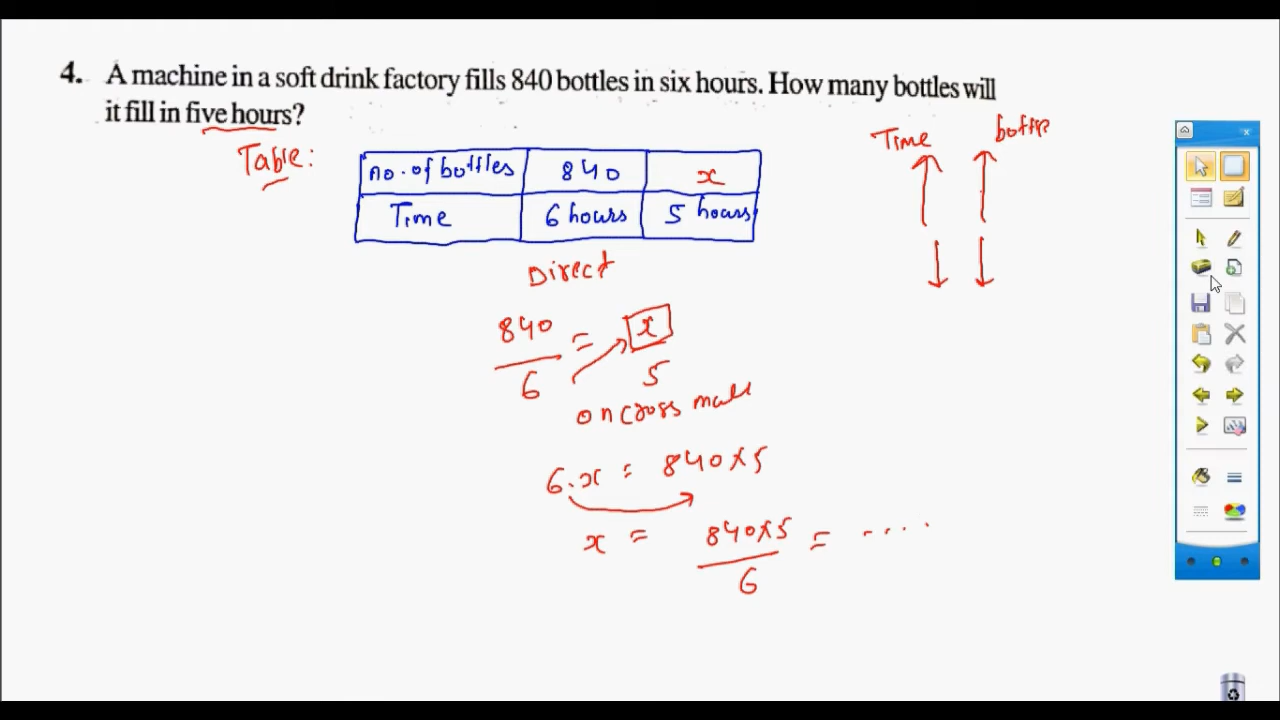 4. A machine in a soft drink factory fills 840 bottles in six hours. How many bottles will
it fill in five hours?
Table:
no. of bottles 840 x
Time 6 hours 5 hours
Time bottle
Direct
840/6 = x/5
on cross mult
6.x = 840×5
x = 840×5/6 = ....